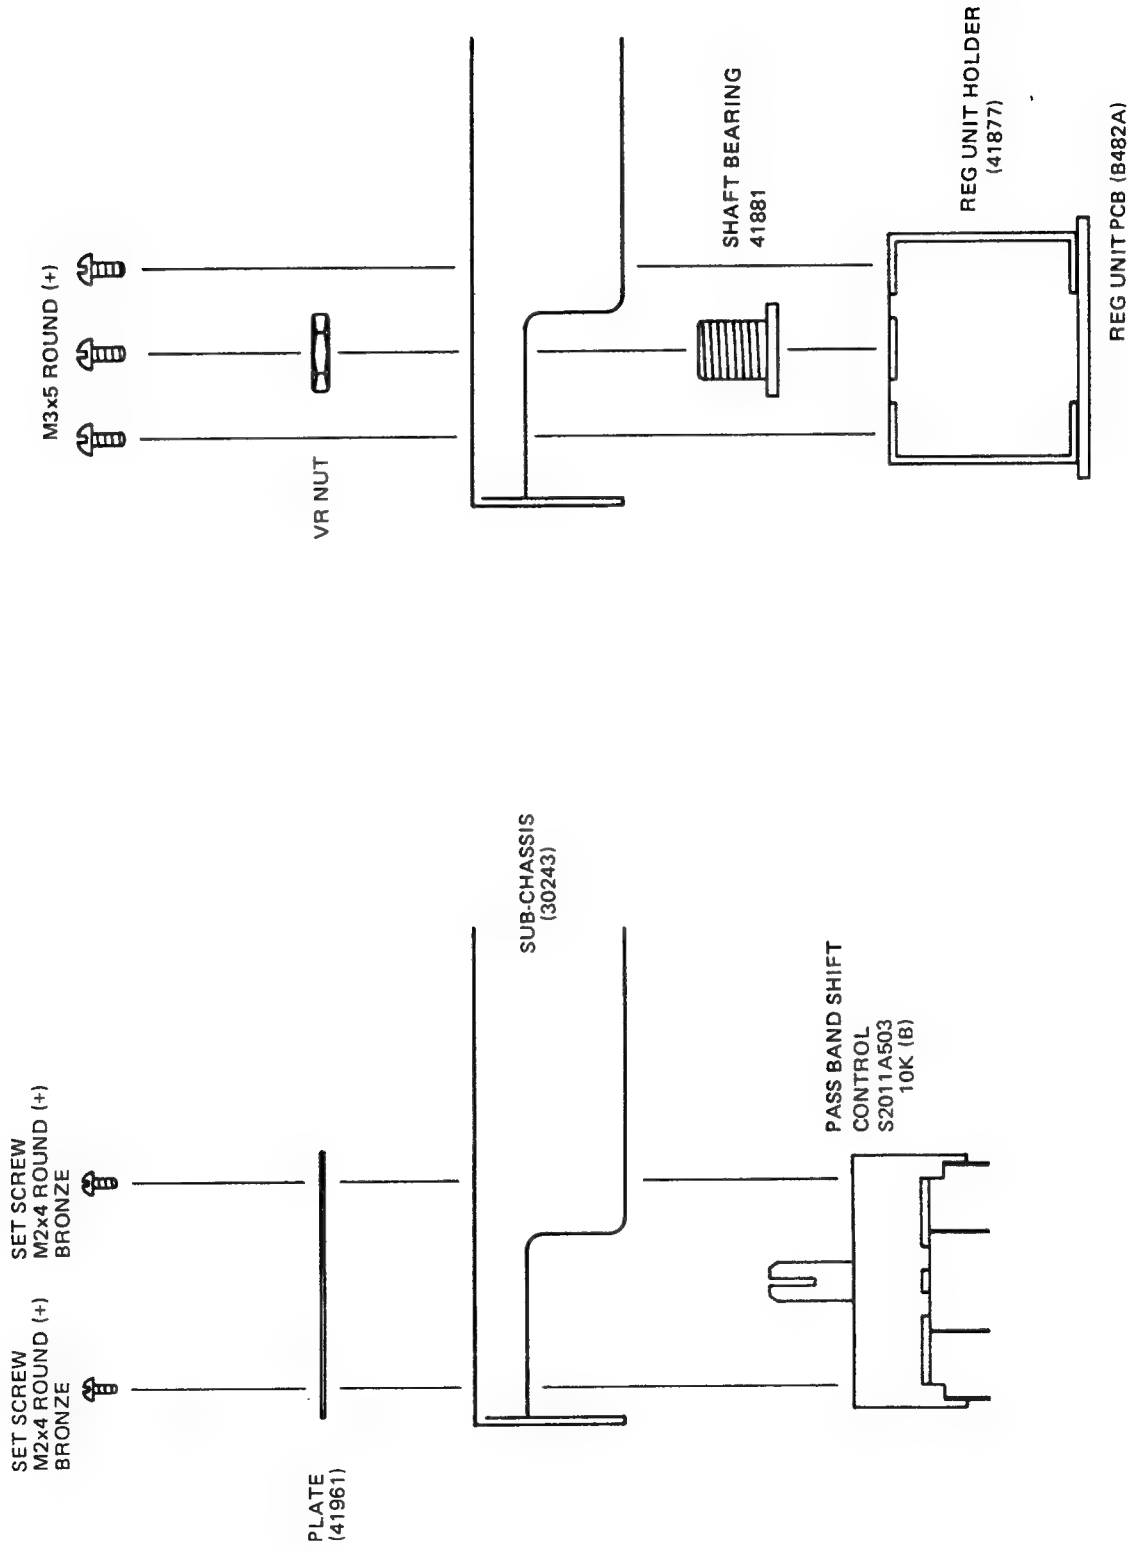 SET SCREW
M2x4 ROUND (+)
BRONZE
SET SCREW
M2x4 ROUND (+)
BRONZE
PLATE
(41961)
SUB-CHASSIS
(30243)
PASS BAND SHIFT
CONTROL
S2011A503
10K (B)
M3x5 ROUND (+)
VR NUT
SHAFT BEARING
41881
REG UNIT HOLDER
(41877)
REG UNIT PCB (B482A)